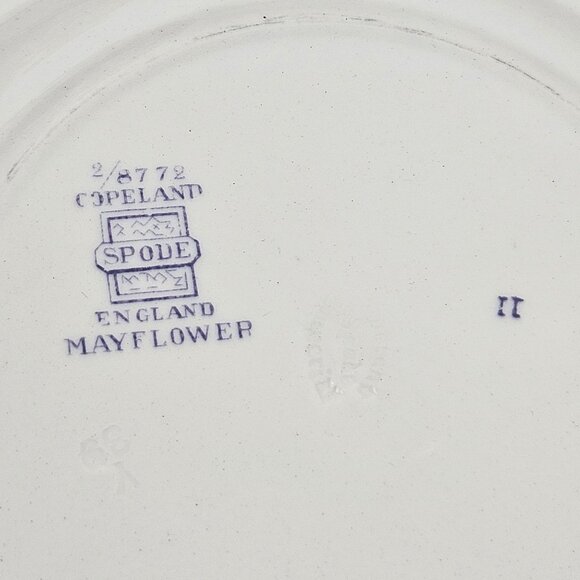 2/8772
COPELAND
SPODE
ENGLAND
MAYFLOWER
II